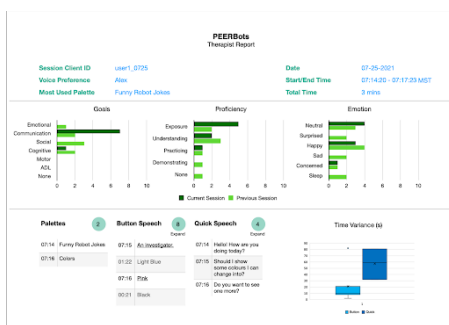 PEERBots
Therapist Report
Session Client ID user1_0725 Date 07-25-2021
Voice Preference Alex Start/End Time 07:14:20 - 07:17:23 MST
Most Used Palette Funny Robot Jokes Total Time 3 mins
Goals Proficiency Emotion
Emotional
Communication
Social
Cognitive
Motor
ADL
None
0 2 4 6 8 10
Exposure
Understanding
Practicing
Demonstrating
None
0 2 4 6 8 10
Neutral
Surprised
Happy
Sad
Concerned
Sleep
0 2 4 6 8 10
Current Session Previous Session
Palettes 2
07:14 Funny Robot Jokes
07:16 Colors
Button Speech
Expand
07:15 An investigator.
01:22 Light Blue
07:16 Pink
00:21 Black
Quick Speech 4
Expand
07:14 Hello! How are you
doing today?
07:15 Should I show
some colours I can
change into?
07:16 Do you want to see
one more?
Time Variance (s)
Button Quick